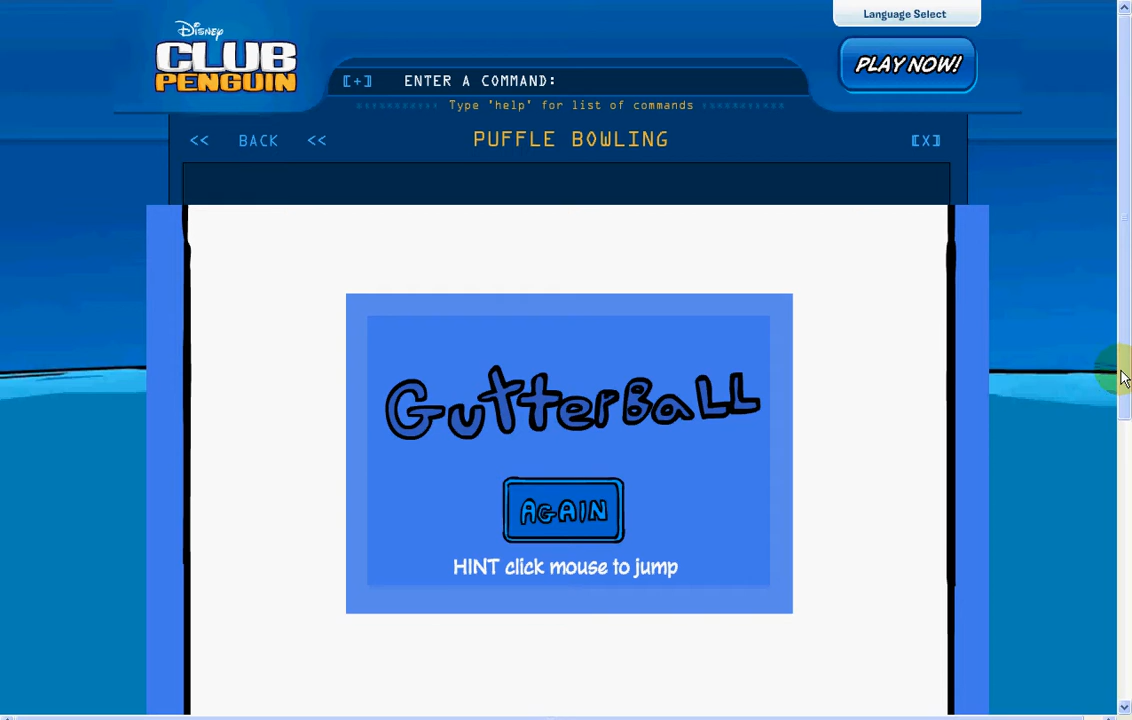 Language Select
DISNEY
CLUB
PENGUIN
[+] ENTER A COMMAND:
PLAY NOW!
Type 'help' for list of commands
<< BACK <<
PUFFLE BOWLING
[X]
GutterBaLL
AGAIN
HINT click mouse to jump